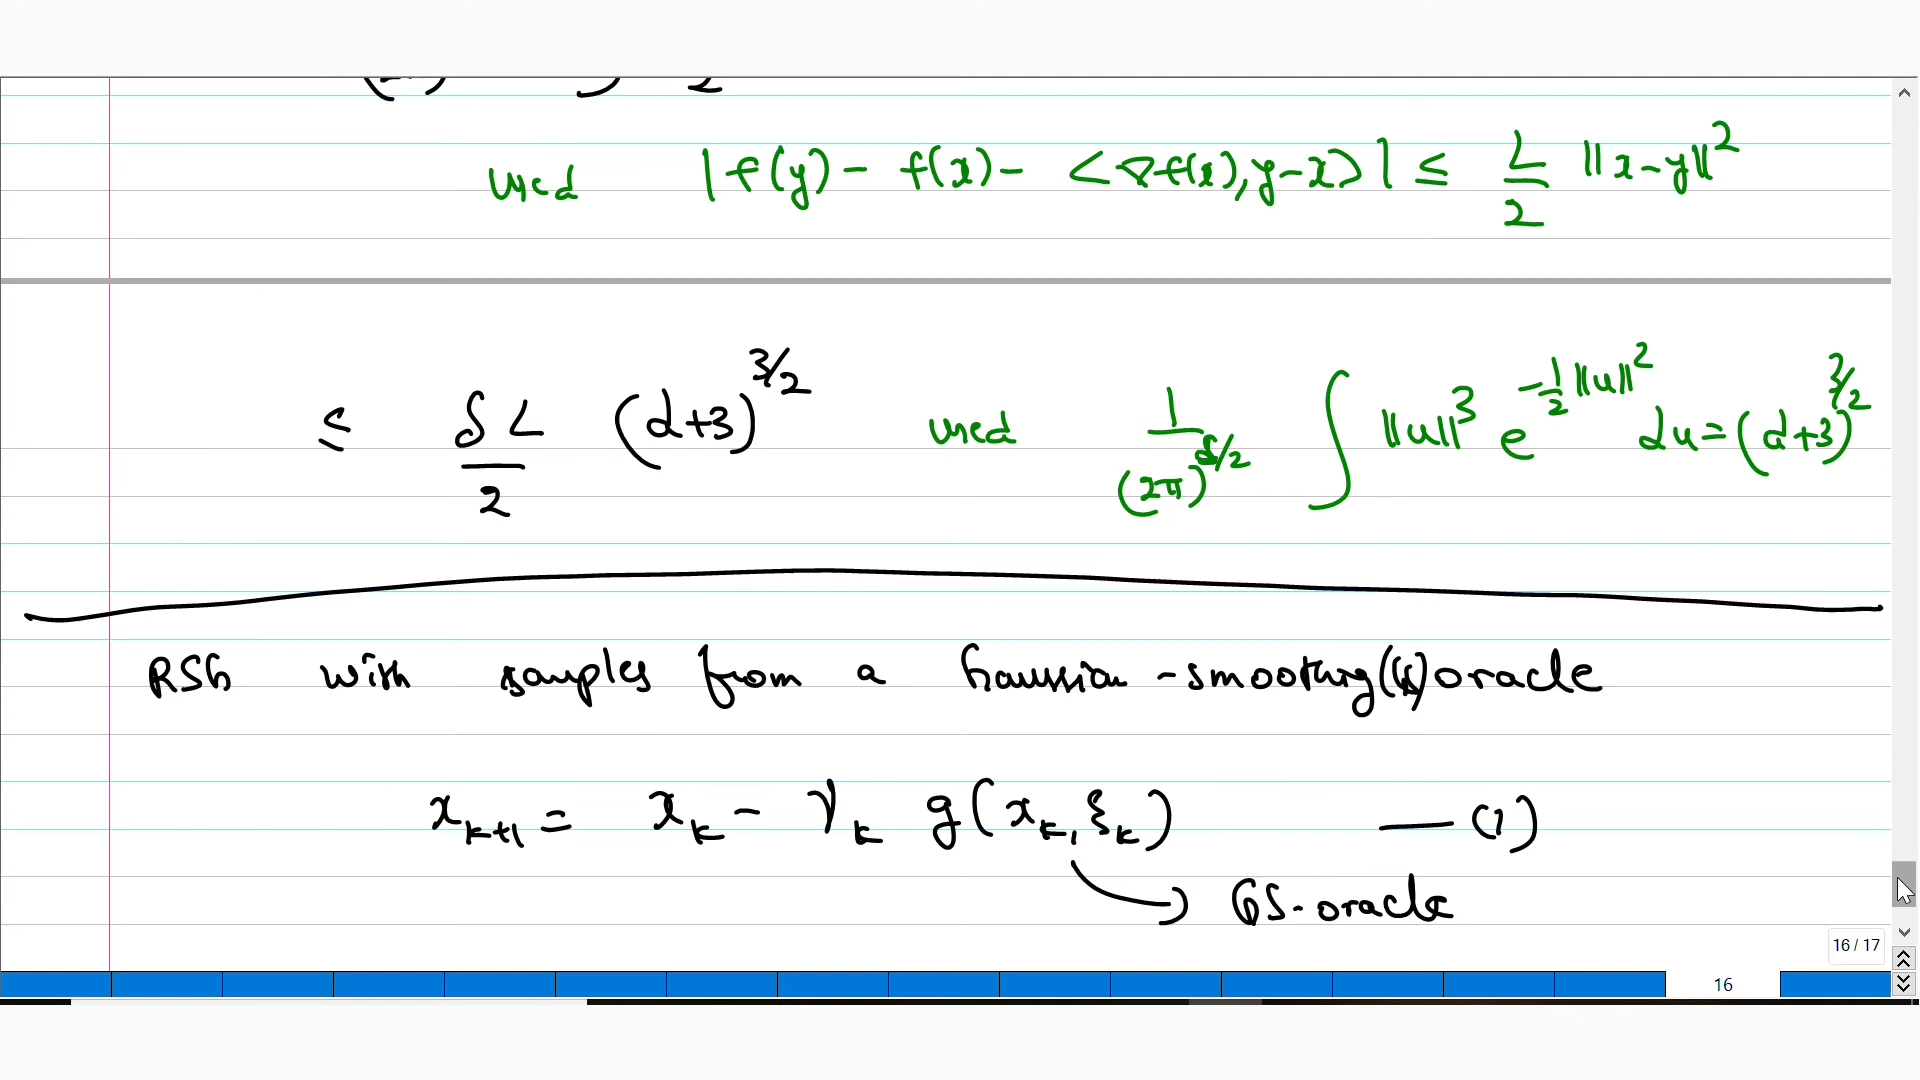 used |f(y) - f(x) - <∇f(x), y-x>| ≤ L/2 ||x-y||^2
≤ δL/2 (d+3)^{3/2} used 1/(2π)^{d/2} ∫ ||u||^3 e^{-1/2 ||u||^2} du = (d+3)^{3/2}
RSG with samples from a Gaussian-smoothing(GS) oracle
x_{k+1} = x_k - γ_k g(x_k, ξ_k) — (1)
→ GS-oracle
16 / 17
16